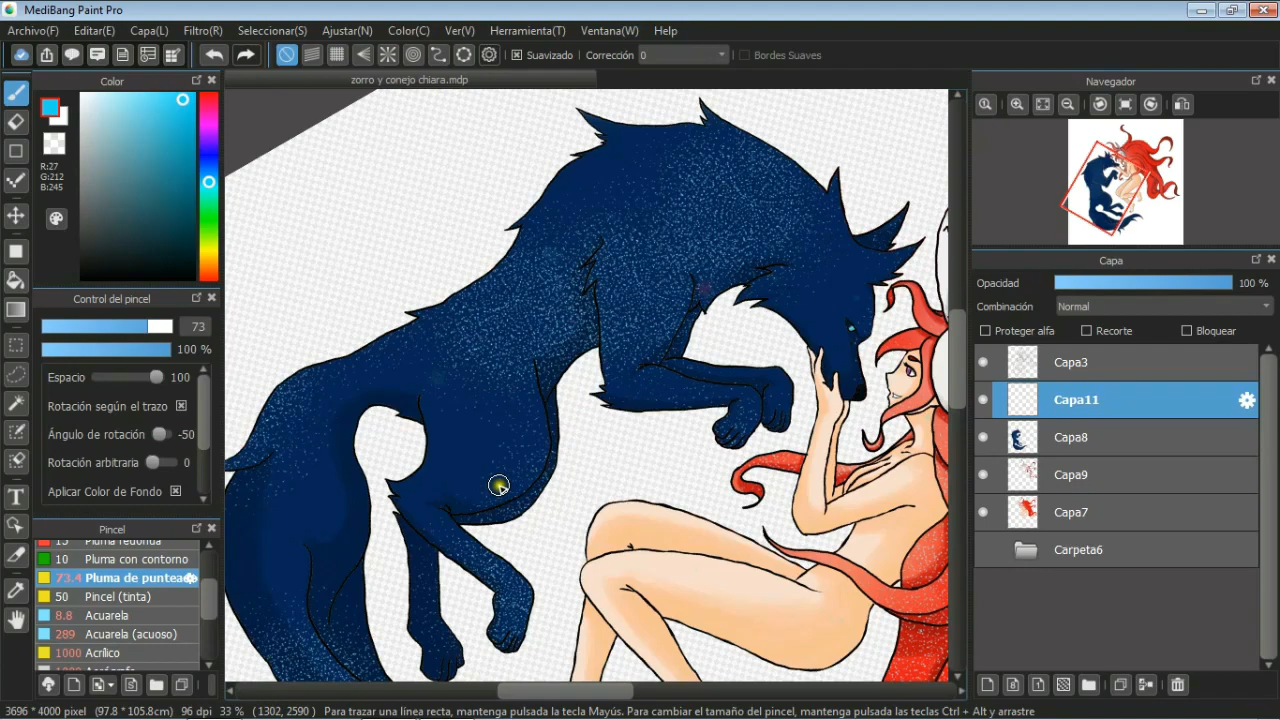 MediBang Paint Pro
Archivo(F) Editar(E) Capa(L) Filtro(R) Seleccionar(S) Ajustar(N) Color(C) Ver(V) Herramienta(T) Ventana(W) Help
Suavizado Corrección 0 Bordes Suaves
Color
zorro y conejo chiara.mdp
Navegador
R:27
G:212
B:245
Capa
Opacidad 100 %
Control del pincel
Combinación Normal
73
Proteger alfa Recorte Bloquear
100 %
Capa3
Espacio 100
Capa11
Rotación según el trazo
Ángulo de rotación -50
Capa8
Rotación arbitraria 0
Capa9
Aplicar Color de Fondo
Capa7
Pincel
Carpeta6
15 Pluma redonda
10 Pluma con contorno
73.4 Pluma de puntead
50 Pincel (tinta)
8.8 Acuarela
289 Acuarela (acuoso)
1000 Acrílico
3696 * 4000 pixel (97.8 * 105.8cm) 96 dpi 33 % (1302, 2590) Para trazar una línea recta, mantenga pulsada la tecla Mayús. Para cambiar el tamaño del pincel, mantenga pulsadas las teclas Ctrl + Alt y arrastre